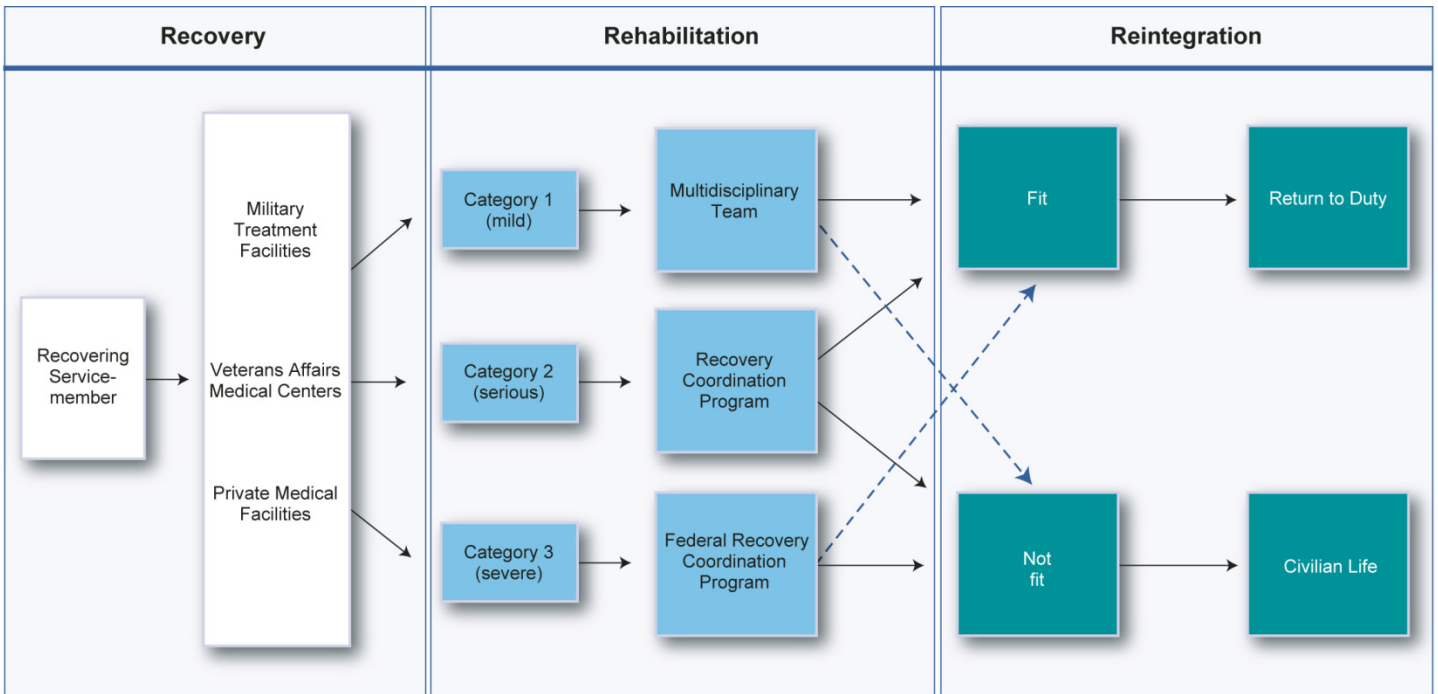 Recovery
Rehabilitation
Reintegration
Recovering
Service-
member
Military
Treatment
Facilities
Veterans Affairs
Medical Centers
Private Medical
Facilities
Category 1
(mild)
Category 2
(serious)
Category 3
(severe)
Multidisciplinary
Team
Recovery
Coordination
Program
Federal Recovery
Coordination
Program
Fit
Return to Duty
Not
fit
Civilian Life